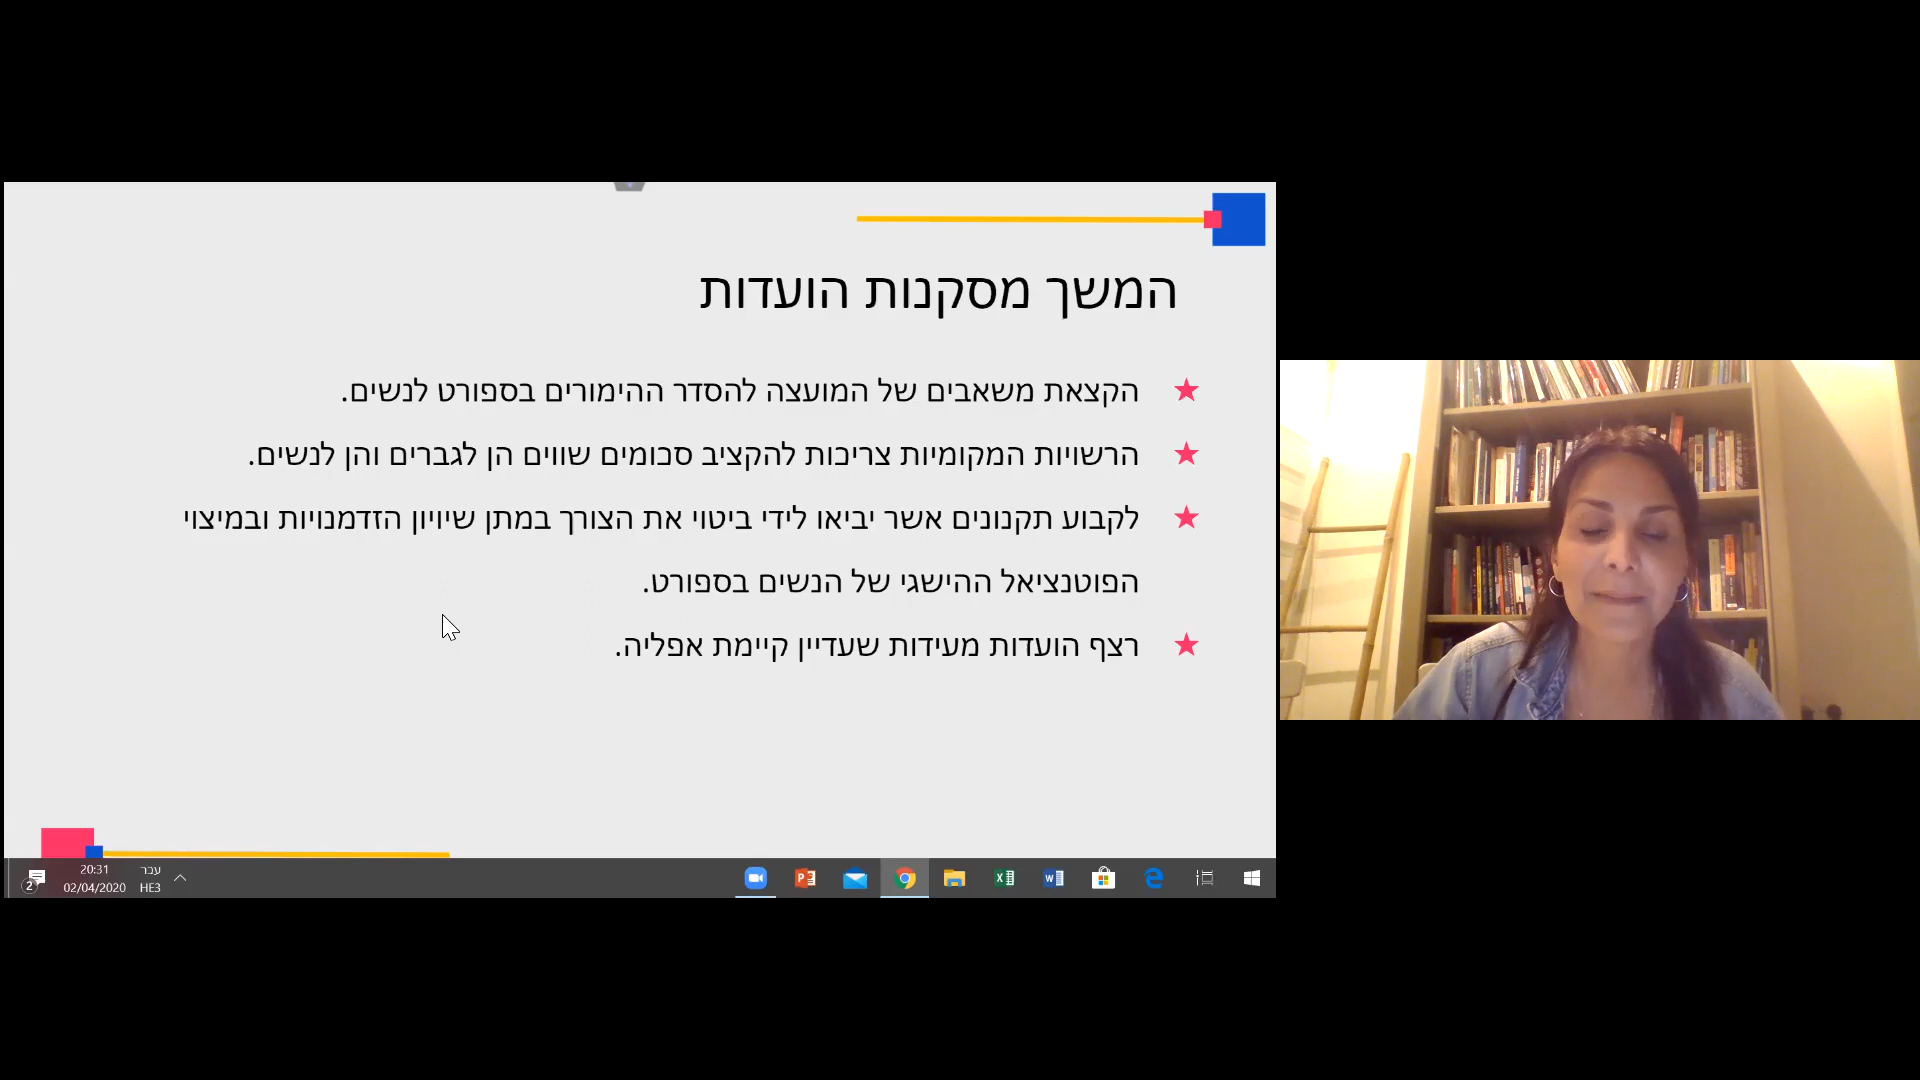 המשך מסקנות הועדות
הקצאת משאבים של המועצה להסדר ההימורים בספורט לנשים.
הרשויות המקומיות צריכות להקציב סכומים שווים הן לגברים והן לנשים.
לקבוע תקנונים אשר יביאו לידי ביטוי את הצורך במתן שיויון הזדמנויות ובמיצוי
הפוטנציאל ההישגי של הנשים בספורט.
רצף הועדות מעידות שעדיין קיימת אפליה.
עבר
HE3
20:31
02/04/2020
2